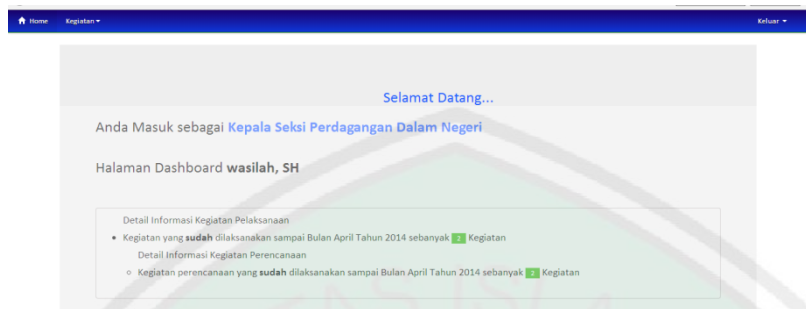 Home Kegiatan Keluar
Selamat Datang...
Anda Masuk sebagai Kepala Seksi Perdagangan Dalam Negeri
Halaman Dashboard wasilah, SH
Detail Informasi Kegiatan Pelaksanaan
• Kegiatan yang sudah dilaksanakan sampai Bulan April Tahun 2014 sebanyak 2 Kegiatan
Detail Informasi Kegiatan Perencanaan
○ Kegiatan perencanaan yang sudah dilaksanakan sampai Bulan April Tahun 2014 sebanyak 2 Kegiatan